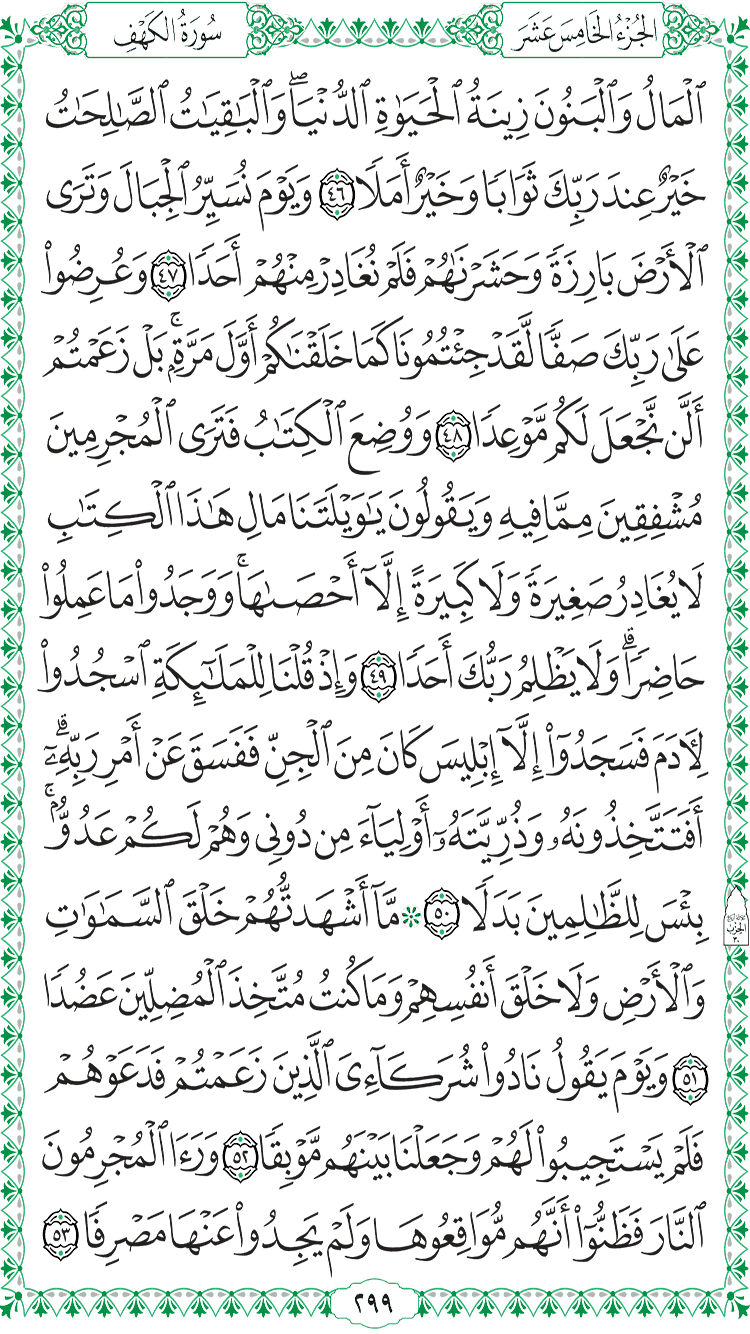 الجُزْءُ الخَامِسَ عَشَرَ
سُورَةُ الكَهْفِ
ٱلْمَالُ وَٱلْبَنُونَ زِينَةُ ٱلْحَيَوٰةِ ٱلدُّنْيَاۖ وَٱلْبَٰقِيَٰتُ ٱلصَّٰلِحَٰتُ
خَيْرٌ عِندَ رَبِّكَ ثَوَابًا وَخَيْرٌ أَمَلًا ٤٦ وَيَوْمَ نُسَيِّرُ ٱلْجِبَالَ وَتَرَى
ٱلْأَرْضَ بَارِزَةً وَحَشَرْنَٰهُمْ فَلَمْ نُغَادِرْ مِنْهُمْ أَحَدًا ٤٧ وَعُرِضُوا۟
عَلَىٰ رَبِّكَ صَفًّا لَّقَدْ جِئْتُمُونَا كَمَا خَلَقْنَٰكُمْ أَوَّلَ مَرَّةٍۭۚ بَلْ زَعَمْتُمْ
أَلَّن نَّجْعَلَ لَكُم مَّوْعِدًا ٤٨ وَوُضِعَ ٱلْكِتَٰبُ فَتَرَى ٱلْمُجْرِمِينَ
مُشْفِقِينَ مِمَّا فِيهِ وَيَقُولُونَ يَٰوَيْلَتَنَا مَالِ هَٰذَا ٱلْكِتَٰبِ
لَا يُغَادِرُ صَغِيرَةً وَلَا كَبِيرَةً إِلَّآ أَحْصَىٰهَاۚ وَوَجَدُوا۟ مَا عَمِلُوا۟
حَاضِرًاۗ وَلَا يَظْلِمُ رَبُّكَ أَحَدًا ٤٩ وَإِذْ قُلْنَا لِلْمَلَٰٓئِكَةِ ٱسْجُدُوا۟
لِءَادَمَ فَسَجَدُوٓا۟ إِلَّآ إِبْلِيسَ كَانَ مِنَ ٱلْجِنِّ فَفَسَقَ عَنْ أَمْرِ رَبِّهِۦٓۗ
أَفَتَتَّخِذُونَهُۥ وَذُرِّيَّتَهُۥٓ أَوْلِيَآءَ مِن دُونِى وَهُمْ لَكُمْ عَدُوٌّۢۚ
بِئْسَ لِلظَّٰلِمِينَ بَدَلًا ٥٠ ۞ مَّآ أَشْهَدتُّهُمْ خَلْقَ ٱلسَّمَٰوَٰتِ
وَٱلْأَرْضِ وَلَا خَلْقَ أَنفُسِهِمْ وَمَا كُنتُ مُتَّخِذَ ٱلْمُضِلِّينَ عَضُدًا
٥١ وَيَوْمَ يَقُولُ نَادُوا۟ شُرَكَآءِىَ ٱلَّذِينَ زَعَمْتُمْ فَدَعَوْهُمْ
فَلَمْ يَسْتَجِيبُوا۟ لَهُمْ وَجَعَلْنَا بَيْنَهُم مَّوْبِقًا ٥٢ وَرَءَا ٱلْمُجْرِمُونَ
ٱلنَّارَ فَظَنُّوٓا۟ أَنَّهُم مُّوَاقِعُوهَا وَلَمْ يَجِدُوا۟ عَنْهَا مَصْرِفًا ٥٣
الحِزْب
٣٠
٢٩٩